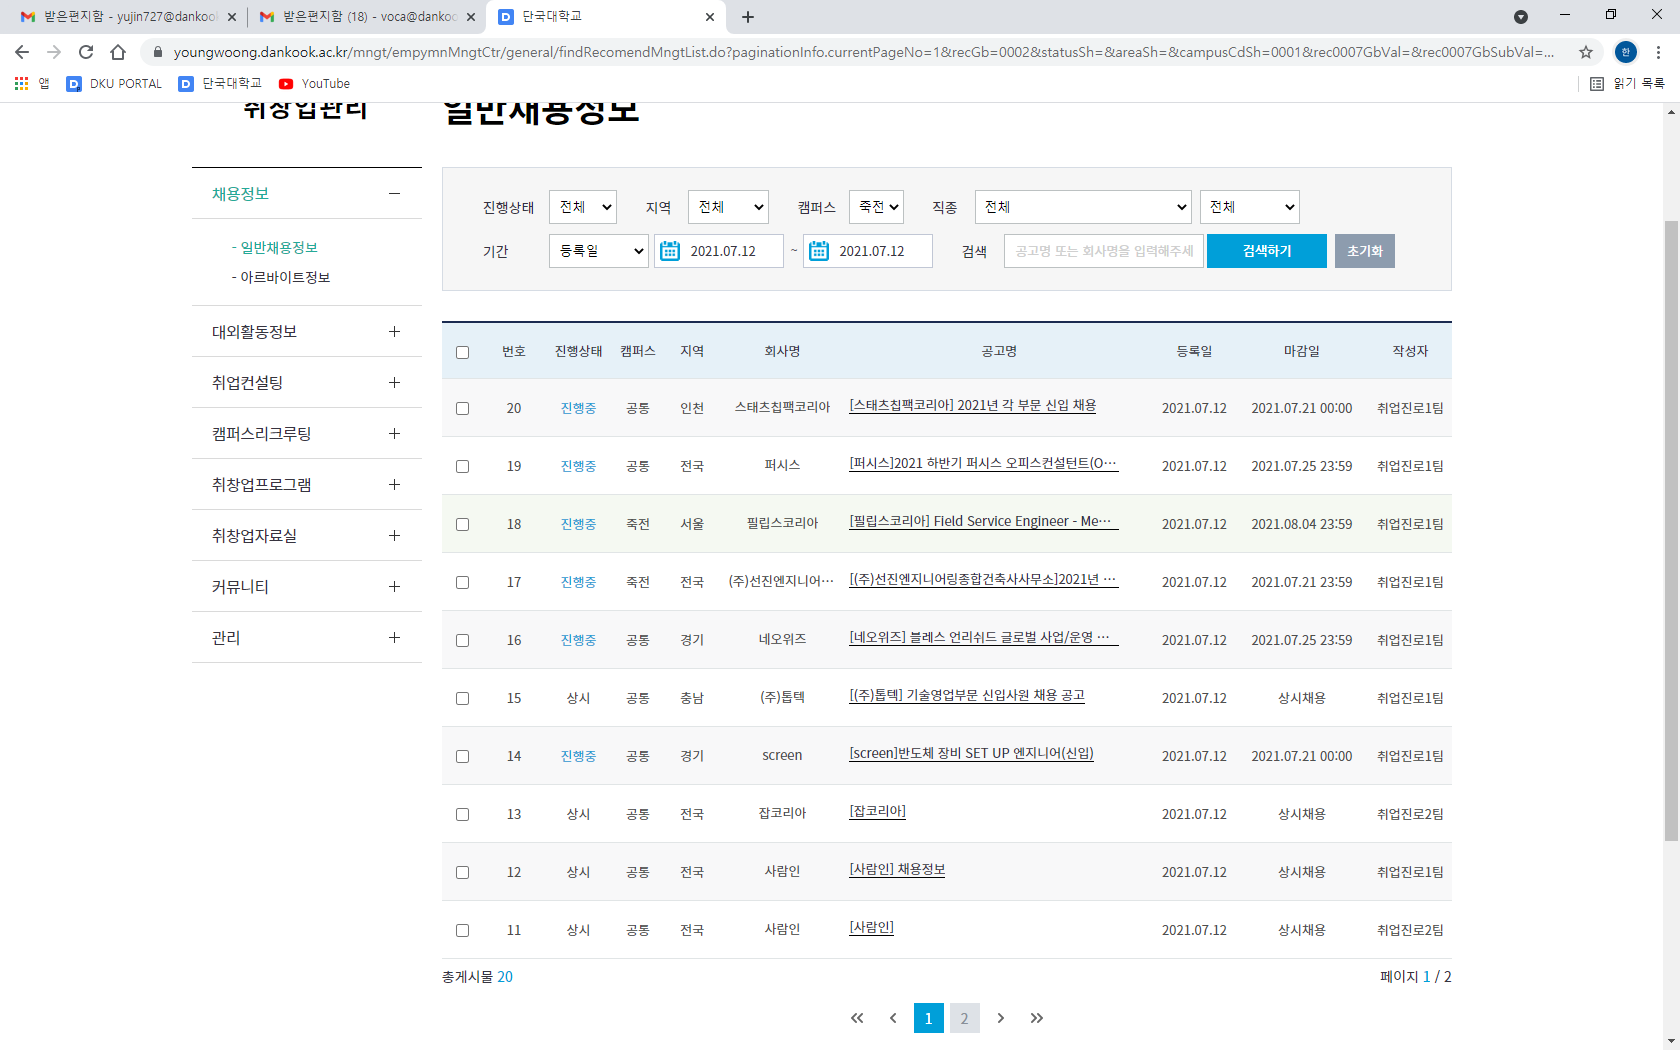 받은편지함 - yujin727@dankook
받은편지함 (18) - voca@dankoo
단국대학교
youngwoong.dankook.ac.kr/mngt/empymnMngtCtr/general/findRecomendMngtList.do?paginationInfo.currentPageNo=1&recGb=0002&statusSh=&areaSh=&campusCdSh=0001&rec0007GbVal=&rec0007GbSubVal=...
한
앱 DKU PORTAL 단국대학교 YouTube 읽기 목록
취창업관리
일반채용정보
채용정보
- 일반채용정보
- 아르바이트정보
대외활동정보
취업컨설팅
캠퍼스리크루팅
취창업프로그램
취창업자료실
커뮤니티
관리
진행상태 전체 지역 전체 캠퍼스 죽전 직종 전체 전체
기간 등록일 2021.07.12 ~ 2021.07.12 검색 공고명 또는 회사명을 입력해주세 검색하기 초기화
번호 진행상태 캠퍼스 지역 회사명 공고명 등록일 마감일 작성자
20 진행중 공통 인천 스태츠칩팩코리아 [스태츠칩팩코리아] 2021년 각 부문 신입 채용 2021.07.12 2021.07.21 00:00 취업진로1팀
19 진행중 공통 전국 퍼시스 [퍼시스]2021 하반기 퍼시스 오피스컨설턴트(O… 2021.07.12 2021.07.25 23:59 취업진로1팀
18 진행중 죽전 서울 필립스코리아 [필립스코리아] Field Service Engineer - Me… 2021.07.12 2021.08.04 23:59 취업진로1팀
17 진행중 죽전 전국 (주)선진엔지니어… [(주)선진엔지니어링종합건축사사무소]2021년 … 2021.07.12 2021.07.21 23:59 취업진로1팀
16 진행중 공통 경기 네오위즈 [네오위즈] 블레스 언리쉬드 글로벌 사업/운영 … 2021.07.12 2021.07.25 23:59 취업진로1팀
15 상시 공통 충남 (주)톱텍 [(주)톱텍] 기술영업부문 신입사원 채용 공고 2021.07.12 상시채용 취업진로1팀
14 진행중 공통 경기 screen [screen]반도체 장비 SET UP 엔지니어(신입) 2021.07.12 2021.07.21 00:00 취업진로1팀
13 상시 공통 전국 잡코리아 [잡코리아] 2021.07.12 상시채용 취업진로2팀
12 상시 공통 전국 사람인 [사람인] 채용정보 2021.07.12 상시채용 취업진로1팀
11 상시 공통 전국 사람인 [사람인] 2021.07.12 상시채용 취업진로2팀
총게시물 20 페이지 1 / 2
1 2